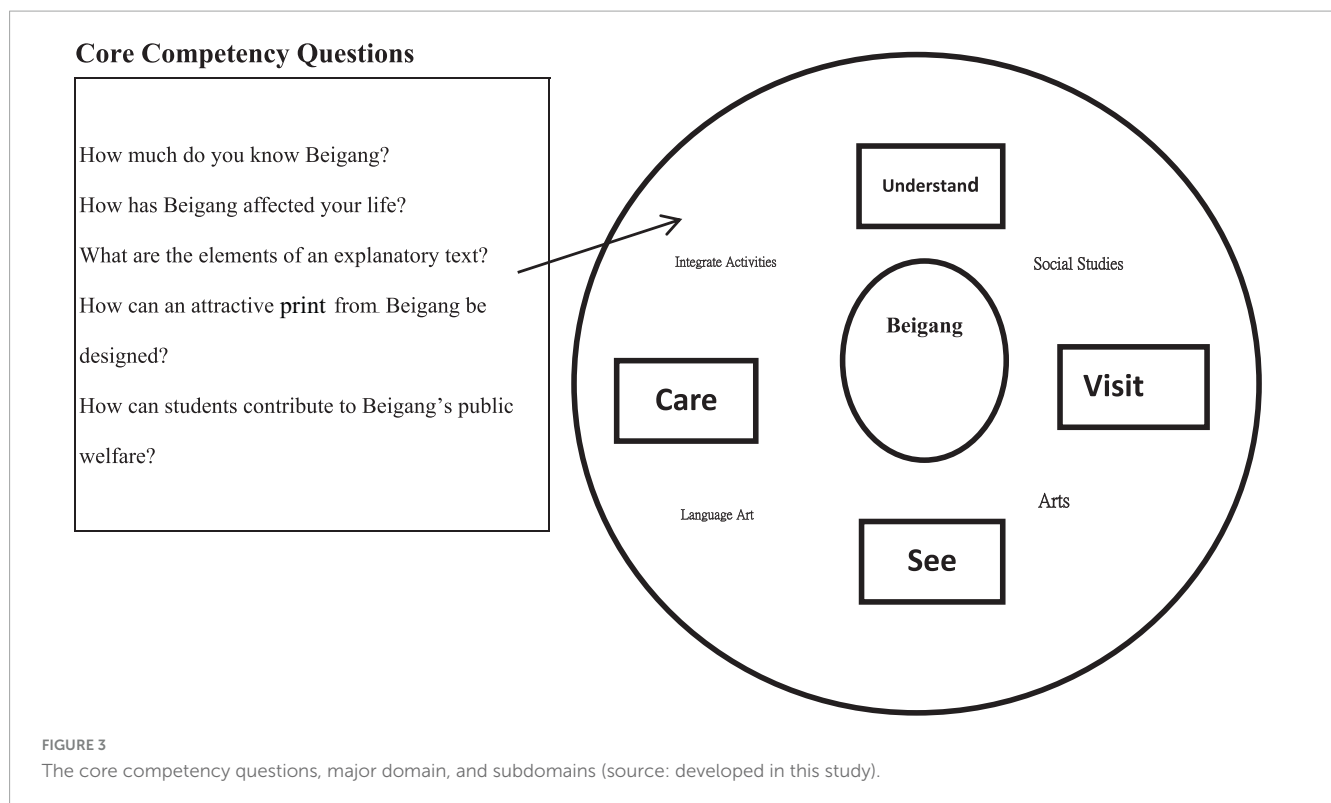 Core Competency Questions
How much do you know Beigang?
How has Beigang affected your life?
What are the elements of an explanatory text?
How can an attractive print from Beigang be
designed?
How can students contribute to Beigang's public
welfare?
Understand
Integrate Activities
Social Studies
Beigang
Care
Visit
Language Art
Arts
See
FIGURE 3
The core competency questions, major domain, and subdomains (source: developed in this study).